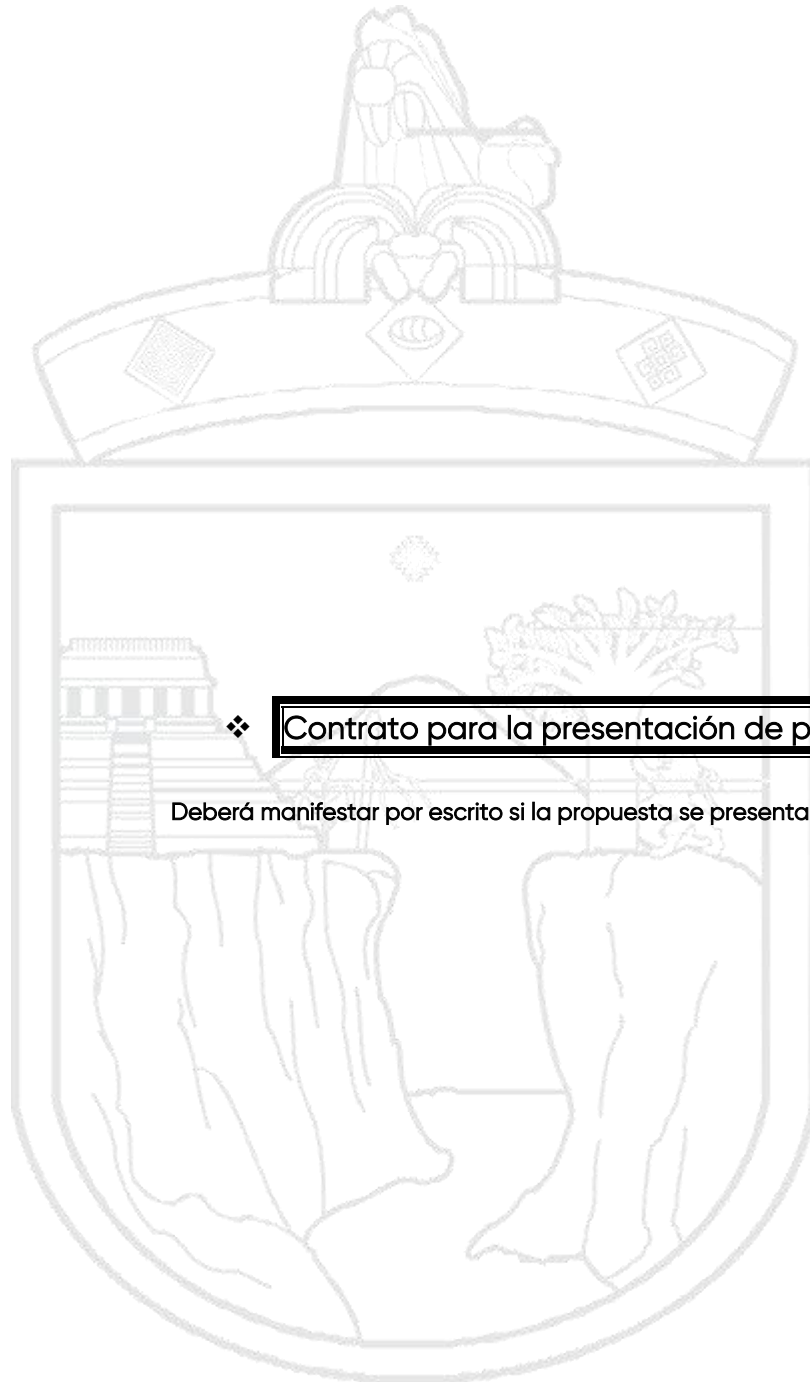 ❖ Contrato para la presentación de p
Deberá manifestar por escrito si la propuesta se presenta